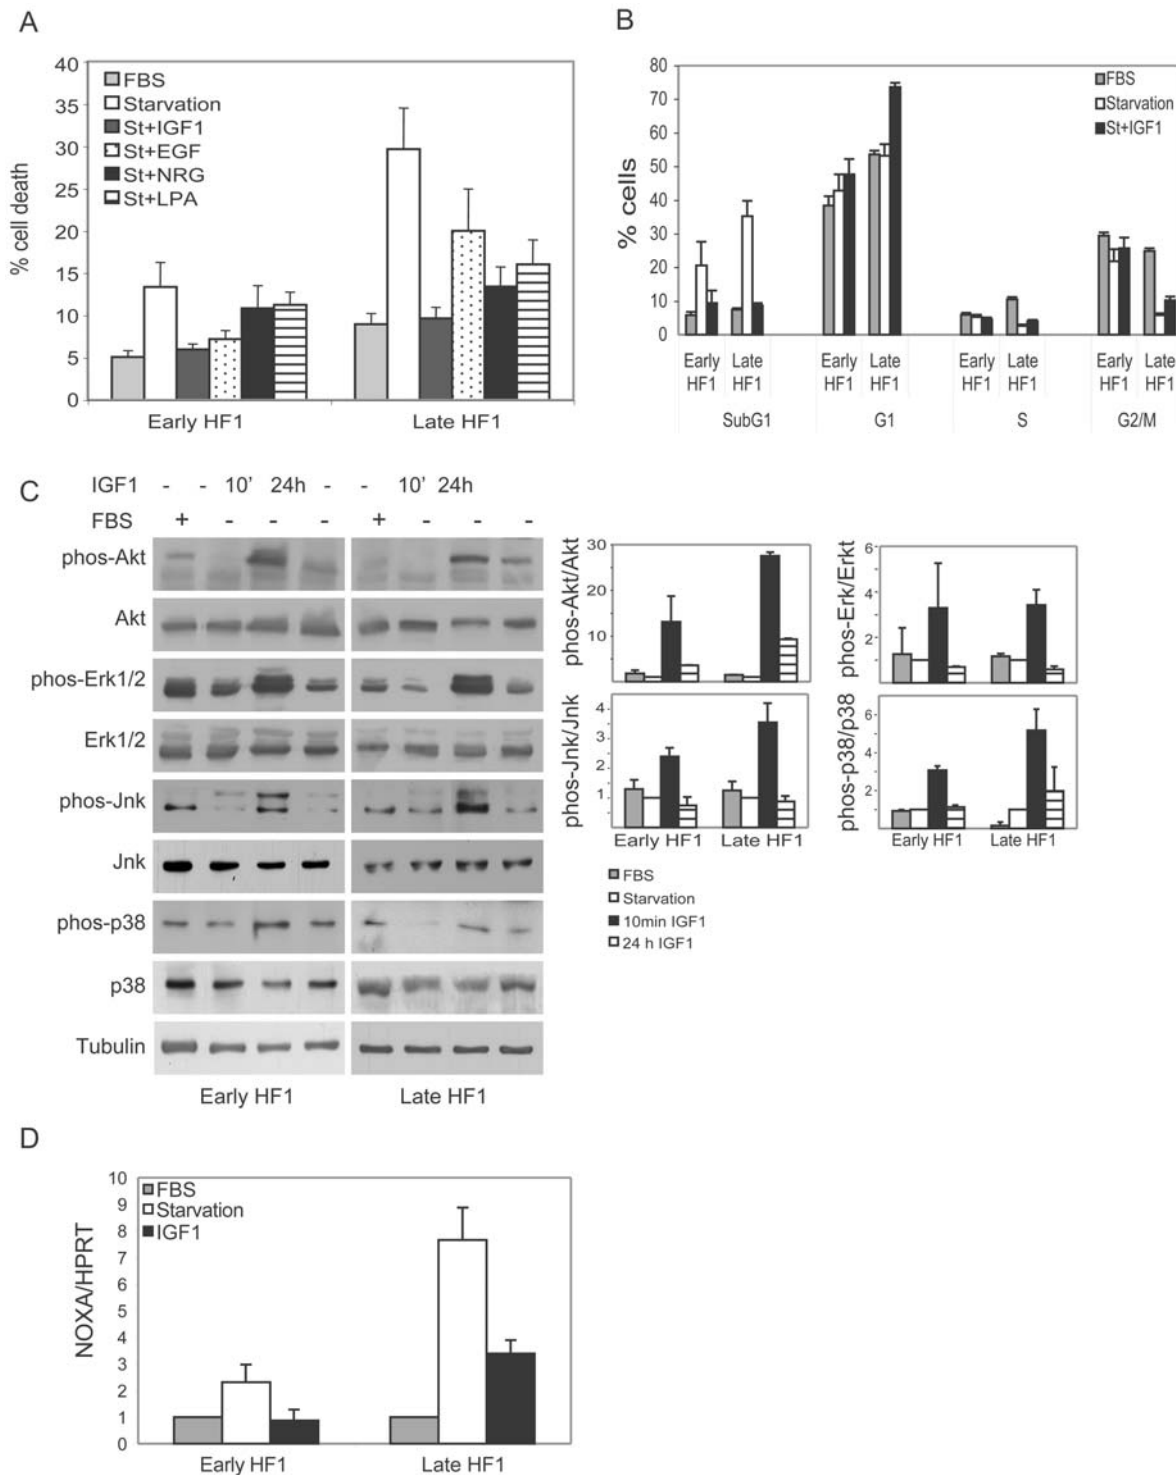 A
40
35
30
25
20
15
10
5
0
% cell death
FBS
Starvation
St+IGF1
St+EGF
St+NRG
St+LPA
Early HF1
Late HF1
B
80
70
60
50
40
30
20
10
0
% cells
FBS
Starvation
St+IGF1
Early Late Early Late Early Late Early Late
HF1 HF1 HF1 HF1 HF1 HF1 HF1 HF1
SubG1 G1 S G2/M
C
IGF1 - - 10' 24h - - 10' 24h
FBS + - - - + - - -
phos-Akt
Akt
phos-Erk1/2
Erk1/2
phos-Jnk
Jnk
phos-p38
p38
Tubulin
Early HF1 Late HF1
phos-Akt/Akt
30
20
10
phos-Erk/Erkt
6
4
2
phos-Jnk/Jnk
4
3
2
1
Early HF1 Late HF1
phos-p38/p38
6
4
2
Early HF1 Late HF1
FBS
Starvation
10min IGF1
24 h IGF1
D
10
9
8
7
6
5
4
3
2
1
0
NOXA/HPRT
FBS
Starvation
IGF1
Early HF1 Late HF1